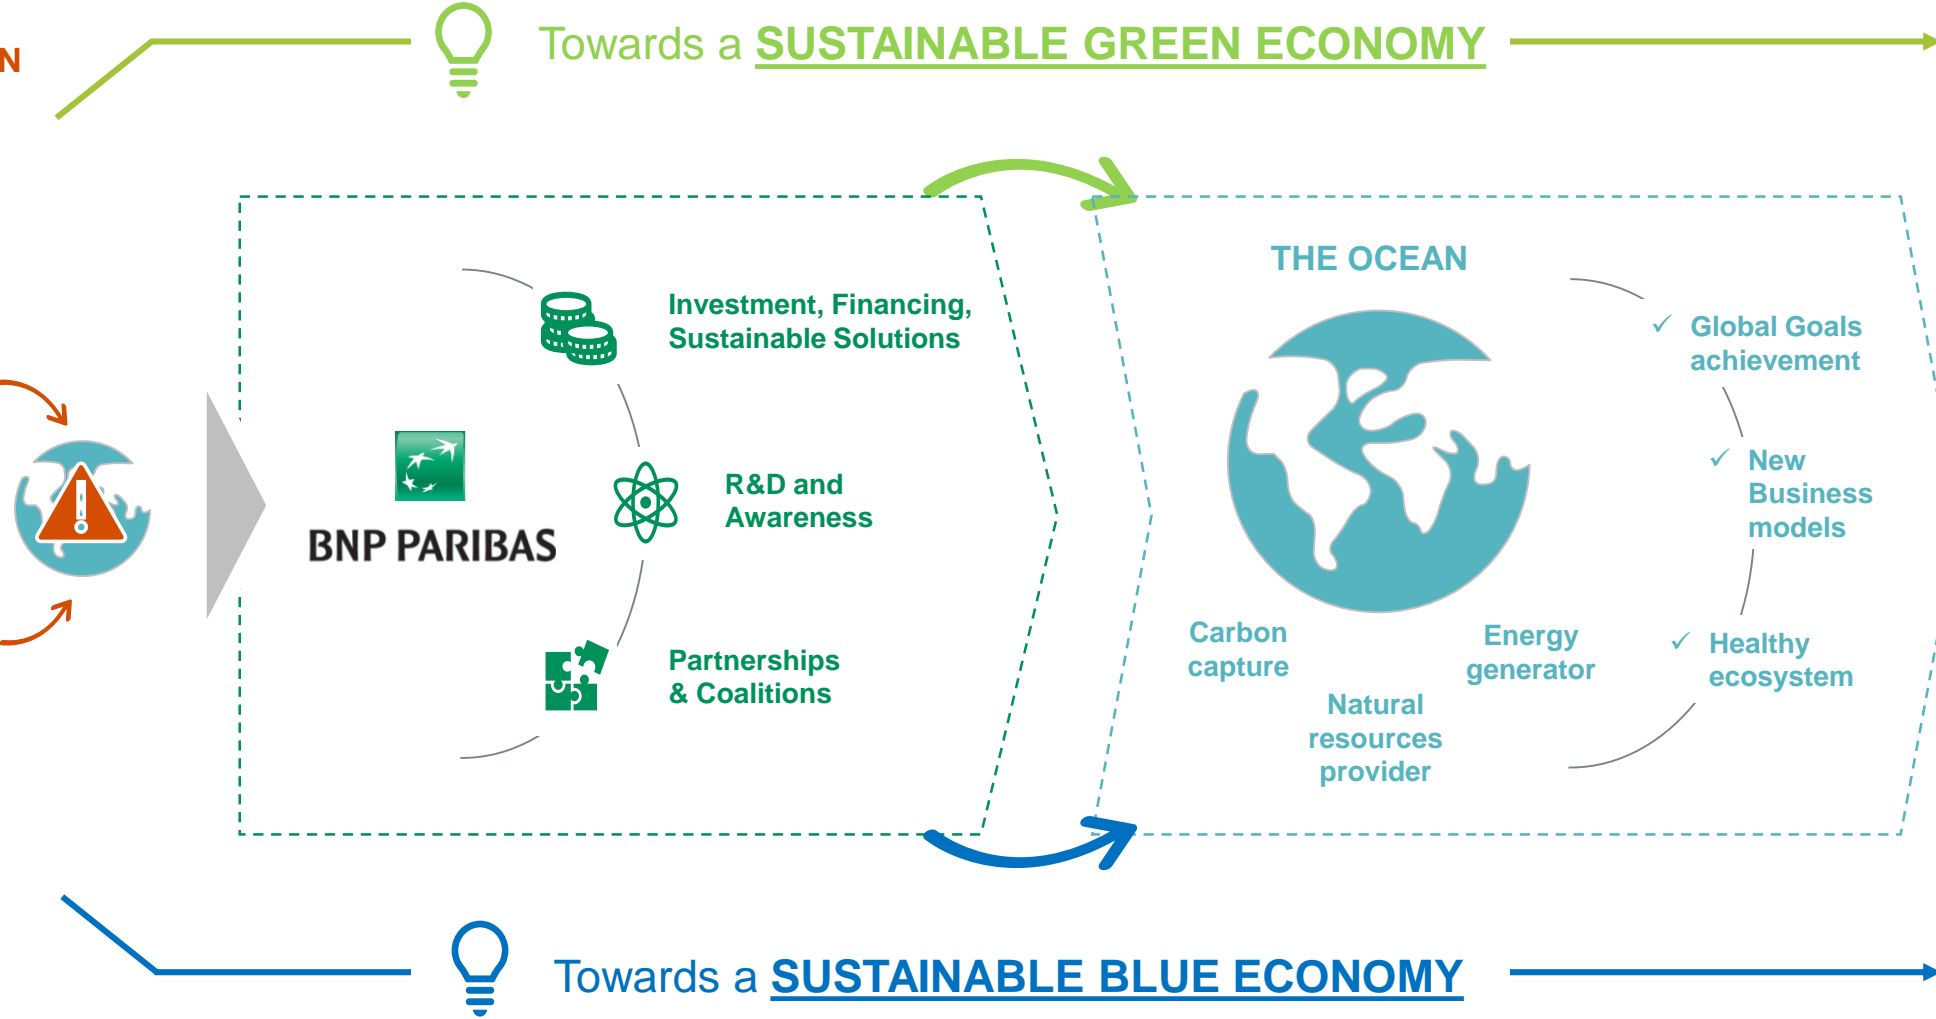 N
Towards a SUSTAINABLE GREEN ECONOMY
Investment, Financing,
Sustainable Solutions
BNP PARIBAS
R&D and
Awareness
Partnerships
& Coalitions
THE OCEAN
Global Goals
achievement
New
Business
models
Healthy
ecosystem
Carbon
capture
Energy
generator
Natural
resources
provider
Towards a SUSTAINABLE BLUE ECONOMY